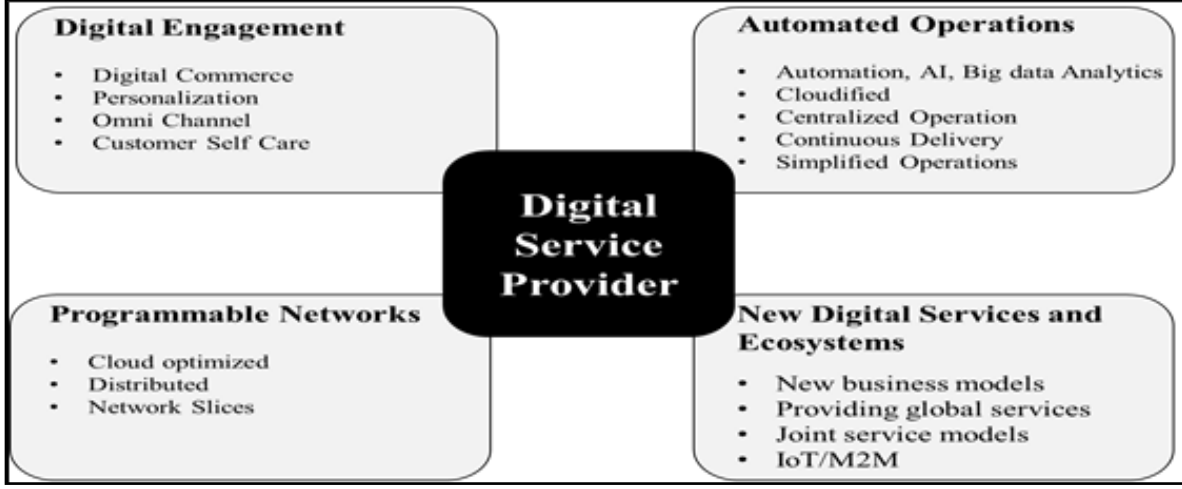 Digital Engagement
• Digital Commerce
• Personalization
• Omni Channel
• Customer Self Care
Automated Operations
• Automation, AI, Big data Analytics
• Cloudified
• Centralized Operation
• Continuous Delivery
• Simplified Operations
Digital
Service
Provider
Programmable Networks
• Cloud optimized
• Distributed
• Network Slices
New Digital Services and
Ecosystems
• New business models
• Providing global services
• Joint service models
• IoT/M2M